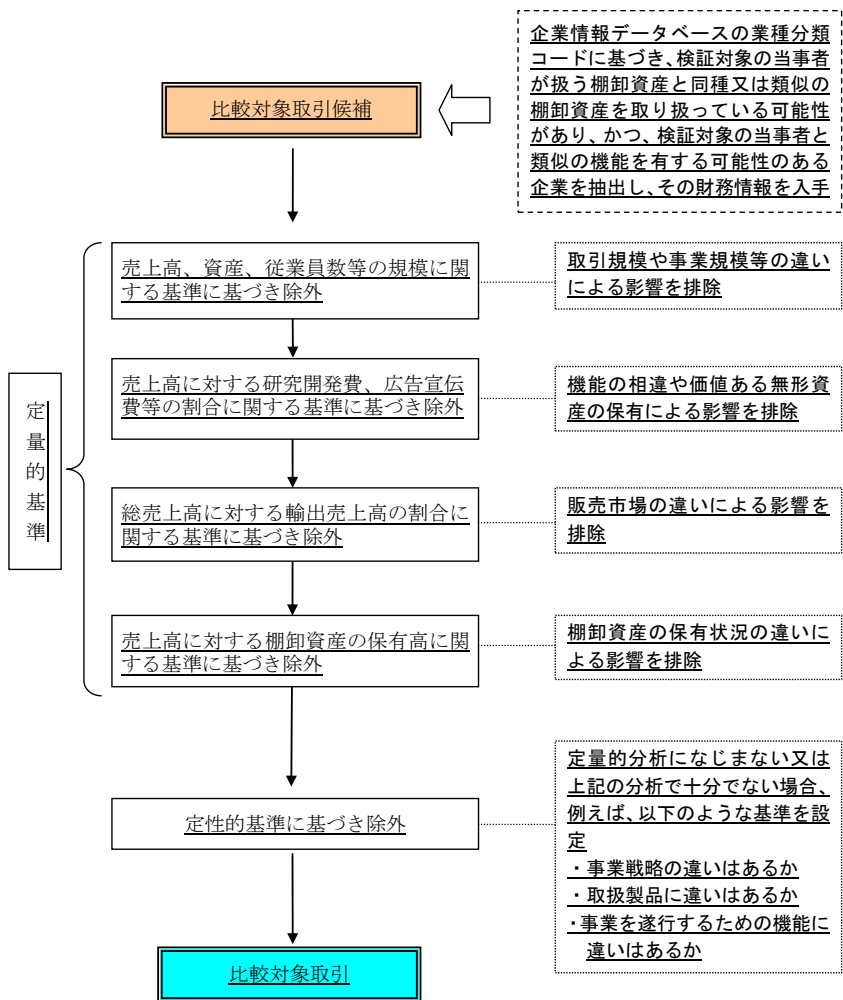 企業情報データベースの業種分類
コードに基づき、検証対象の当事者
が扱う棚卸資産と同種又は類似の
棚卸資産を取り扱っている可能性
があり、かつ、検証対象の当事者と
類似の機能を有する可能性のある
企業を抽出し、その財務情報を入手
比較対象取引候補
売上高、資産、従業員数等の規模に関
する基準に基づき除外
取引規模や事業規模等の違い
による影響を排除
売上高に対する研究開発費、広告宣伝
費等の割合に関する基準に基づき除外
機能の相違や価値ある無形資
産の保有による影響を排除
定量的基準
総売上高に対する輸出売上高の割合に
関する基準に基づき除外
販売市場の違いによる影響を
排除
売上高に対する棚卸資産の保有高に関
する基準に基づき除外
棚卸資産の保有状況の違いに
よる影響を排除
定性的基準に基づき除外
定量的分析になじまない又は
上記の分析で十分でない場合、
例えば、以下のような基準を設
定
・事業戦略の違いはあるか
・取扱製品に違いはあるか
・事業を遂行するための機能に
違いはあるか
比較対象取引